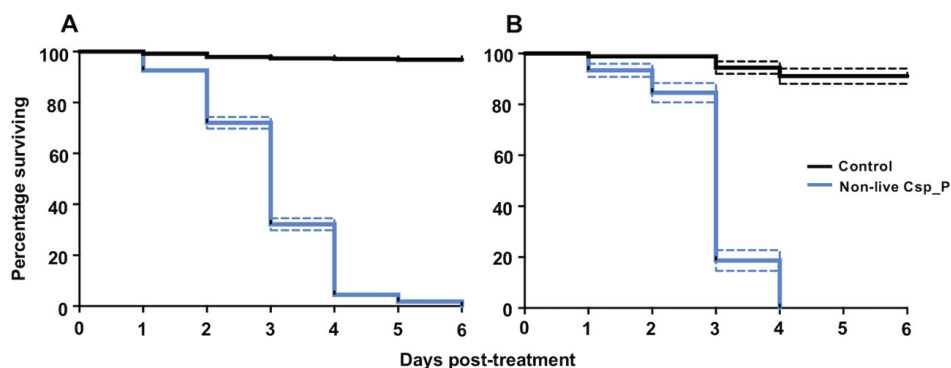 A
B
100
80
60
40
20
0
0 1 2 3 4 5 6
100
80
60
40
20
0
0 1 2 3 4 5 6
Percentage surviving
Days post-treatment
Control
Non-live Csp_P